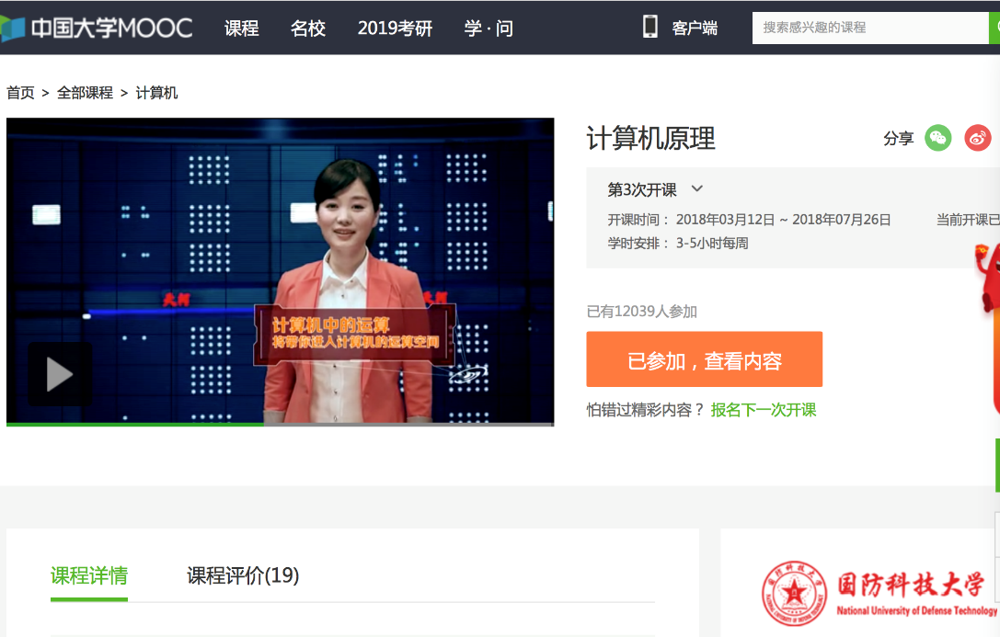 中国大学MOOC 课程 名校 2019考研 学·问 客户端 搜索感兴趣的课程
首页 > 全部课程 > 计算机
计算机原理
分享
第3次开课
开课时间： 2018年03月12日 ~ 2018年07月26日 当前开课已
学时安排： 3-5小时每周
天河
计算机中的运算
将带你进入计算机的运算空间
已有12039人参加
已参加，查看内容
怕错过精彩内容？ 报名下一次开课
课程详情 课程评价(19)
国防科技大学
National University of Defense Technology